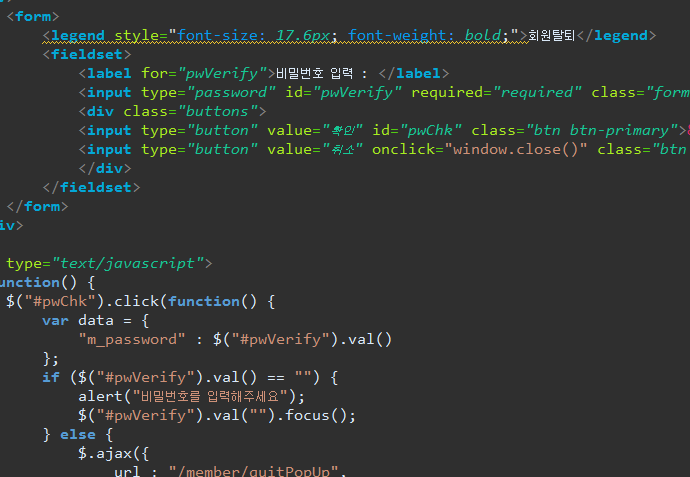 <form>
<legend style="font-size: 17.6px; font-weight: bold;">회원탈퇴</legend>
<fieldset>
<label for="pwVerify">비밀번호 입력 : </label>
<input type="password" id="pwVerify" required="required" class="form
<div class="buttons">
<input type="button" value="확인" id="pwChk" class="btn btn-primary">
<input type="button" value="취소" onclick="window.close()" class="btn
</div>
</fieldset>
</form>
iv>
type="text/javascript">
unction() {
$("#pwChk").click(function() {
var data = {
"m_password" : $("#pwVerify").val()
};
if ($("#pwVerify").val() == "") {
alert("비밀번호를 입력해주세요");
$("#pwVerify").val("").focus();
} else {
$.ajax({
url : "/member/quitPopUp",